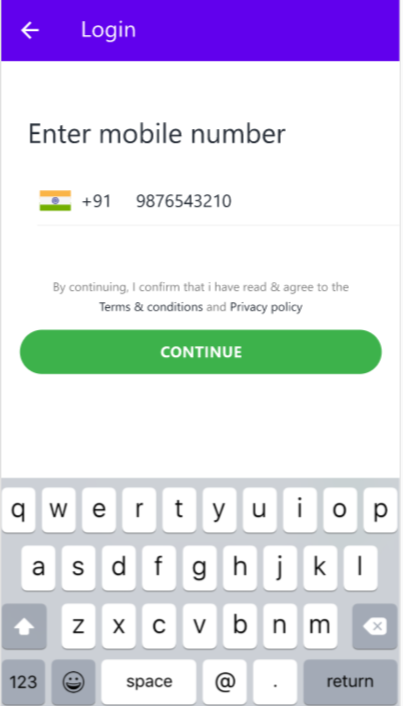 Login
Enter mobile number
+91 9876543210
By continuing, I confirm that i have read & agree to the
Terms & conditions and Privacy policy
CONTINUE
q w e r t y u i o p
a s d f g h j k l
z x c v b n m
123 space @ . return